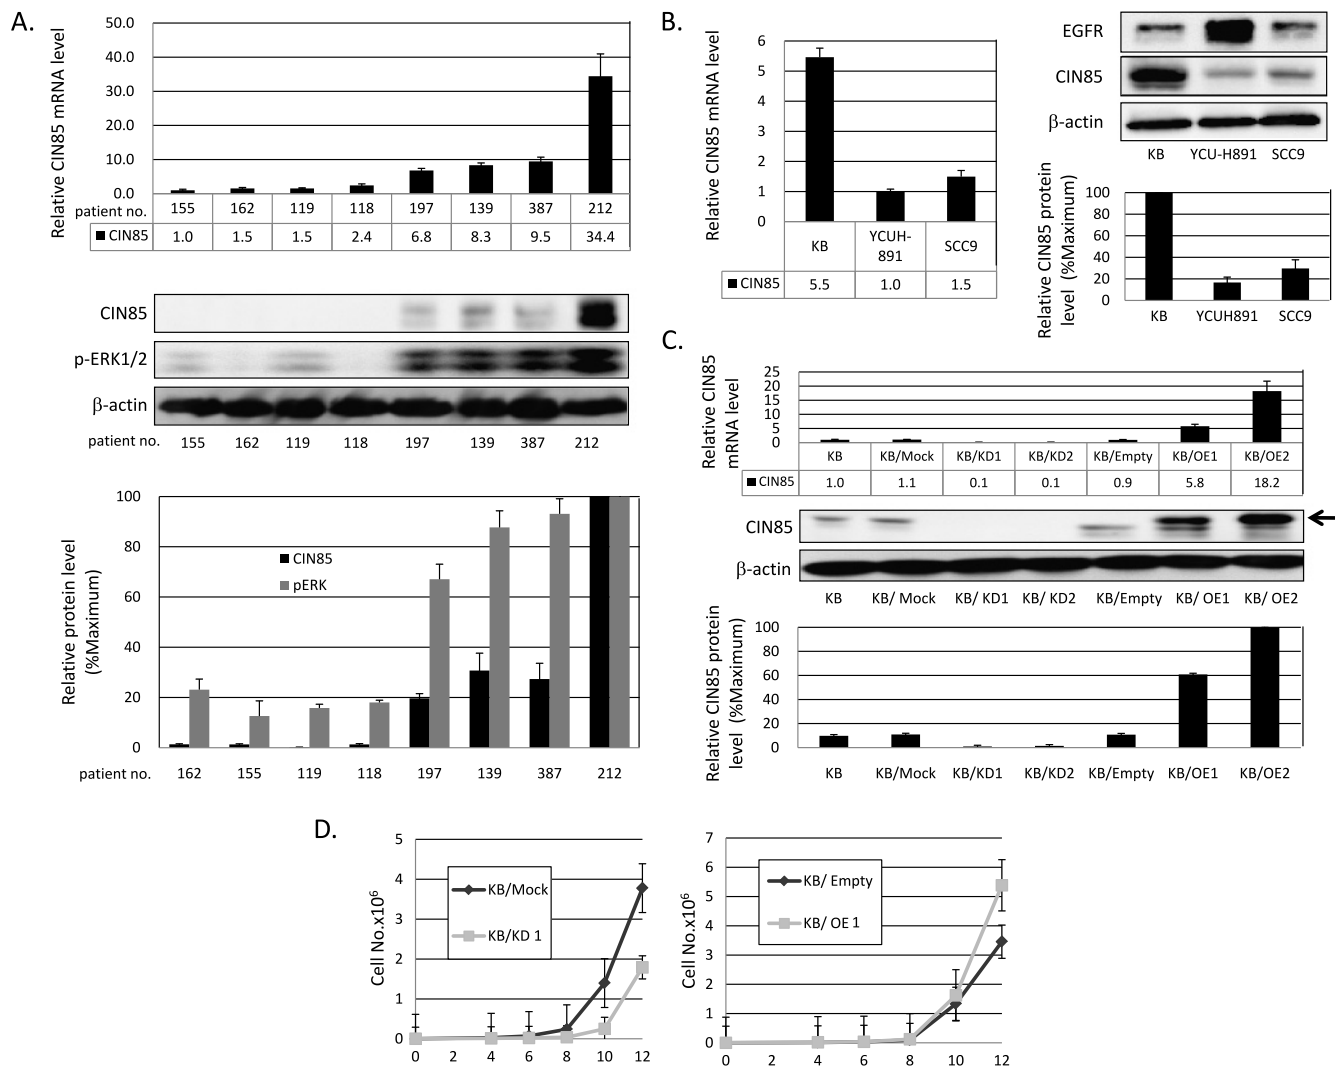 A.
Relative CIN85 mRNA level
50.0
40.0
30.0
20.0
10.0
0.0
patient no. 155 162 119 118 197 139 387 212
CIN85 1.0 1.5 1.5 2.4 6.8 8.3 9.5 34.4
CIN85
p-ERK1/2
β-actin
patient no. 155 162 119 118 197 139 387 212
Relative protein level
(%Maximum)
100
80
60
40
20
0
CIN85
pERK
patient no. 162 155 119 118 197 139 387 212
B.
Relative CIN85 mRNA level
6
5
4
3
2
1
0
KB YCUH-891 SCC9
CIN85 5.5 1.0 1.5
EGFR
CIN85
β-actin
KB YCU-H891 SCC9
Relative CIN85 protein
level (%Maximum)
100
80
60
40
20
0
KB YCUH891 SCC9
C.
Relative CIN85
mRNA level
25
20
15
10
5
0
KB KB/Mock KB/KD1 KB/KD2 KB/Empty KB/OE1 KB/OE2
CIN85 1.0 1.1 0.1 0.1 0.9 5.8 18.2
CIN85
β-actin
KB KB/ Mock KB/ KD1 KB/ KD2 KB/Empty KB/ OE1 KB/ OE2
Relative CIN85 protein
level (%Maximum)
100
80
60
40
20
0
KB KB/Mock KB/KD1 KB/KD2 KB/Empty KB/OE1 KB/OE2
D.
Cell No.x10⁶
5
4
3
2
1
0
KB/Mock
KB/KD 1
0 2 4 6 8 10 12
Cell No.x10⁶
7
6
5
4
3
2
1
0
KB/ Empty
KB/ OE 1
0 2 4 6 8 10 12